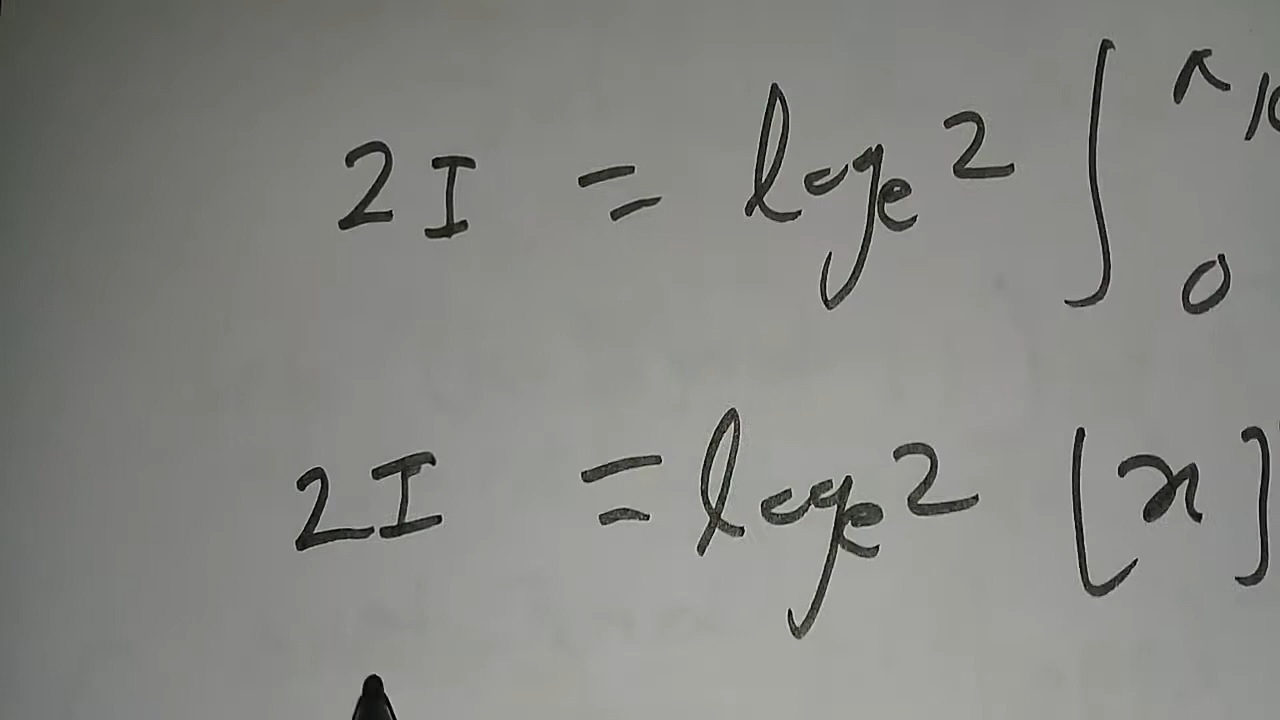 2I = logₑ 2 ∫₀^π/
2I = logₑ 2 [x]